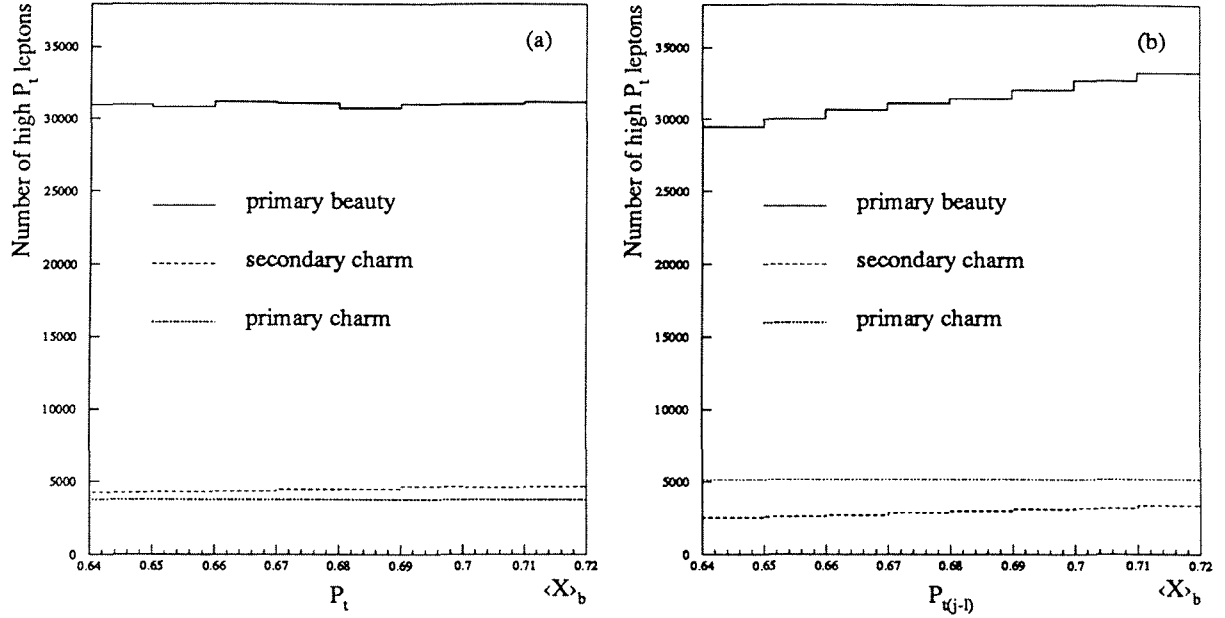 (a)
Number of high P_t leptons
35000
30000
25000
20000
15000
10000
5000
0
primary beauty
secondary charm
primary charm
0.64 0.65 0.66 0.67 0.68 0.69 0.7 0.71 0.72
P_t ‹X›_b
(b)
Number of high P_t leptons
35000
30000
25000
20000
15000
10000
5000
0
primary beauty
secondary charm
primary charm
0.64 0.65 0.66 0.67 0.68 0.69 0.7 0.71 0.72
P_t(j-l) ‹X›_b